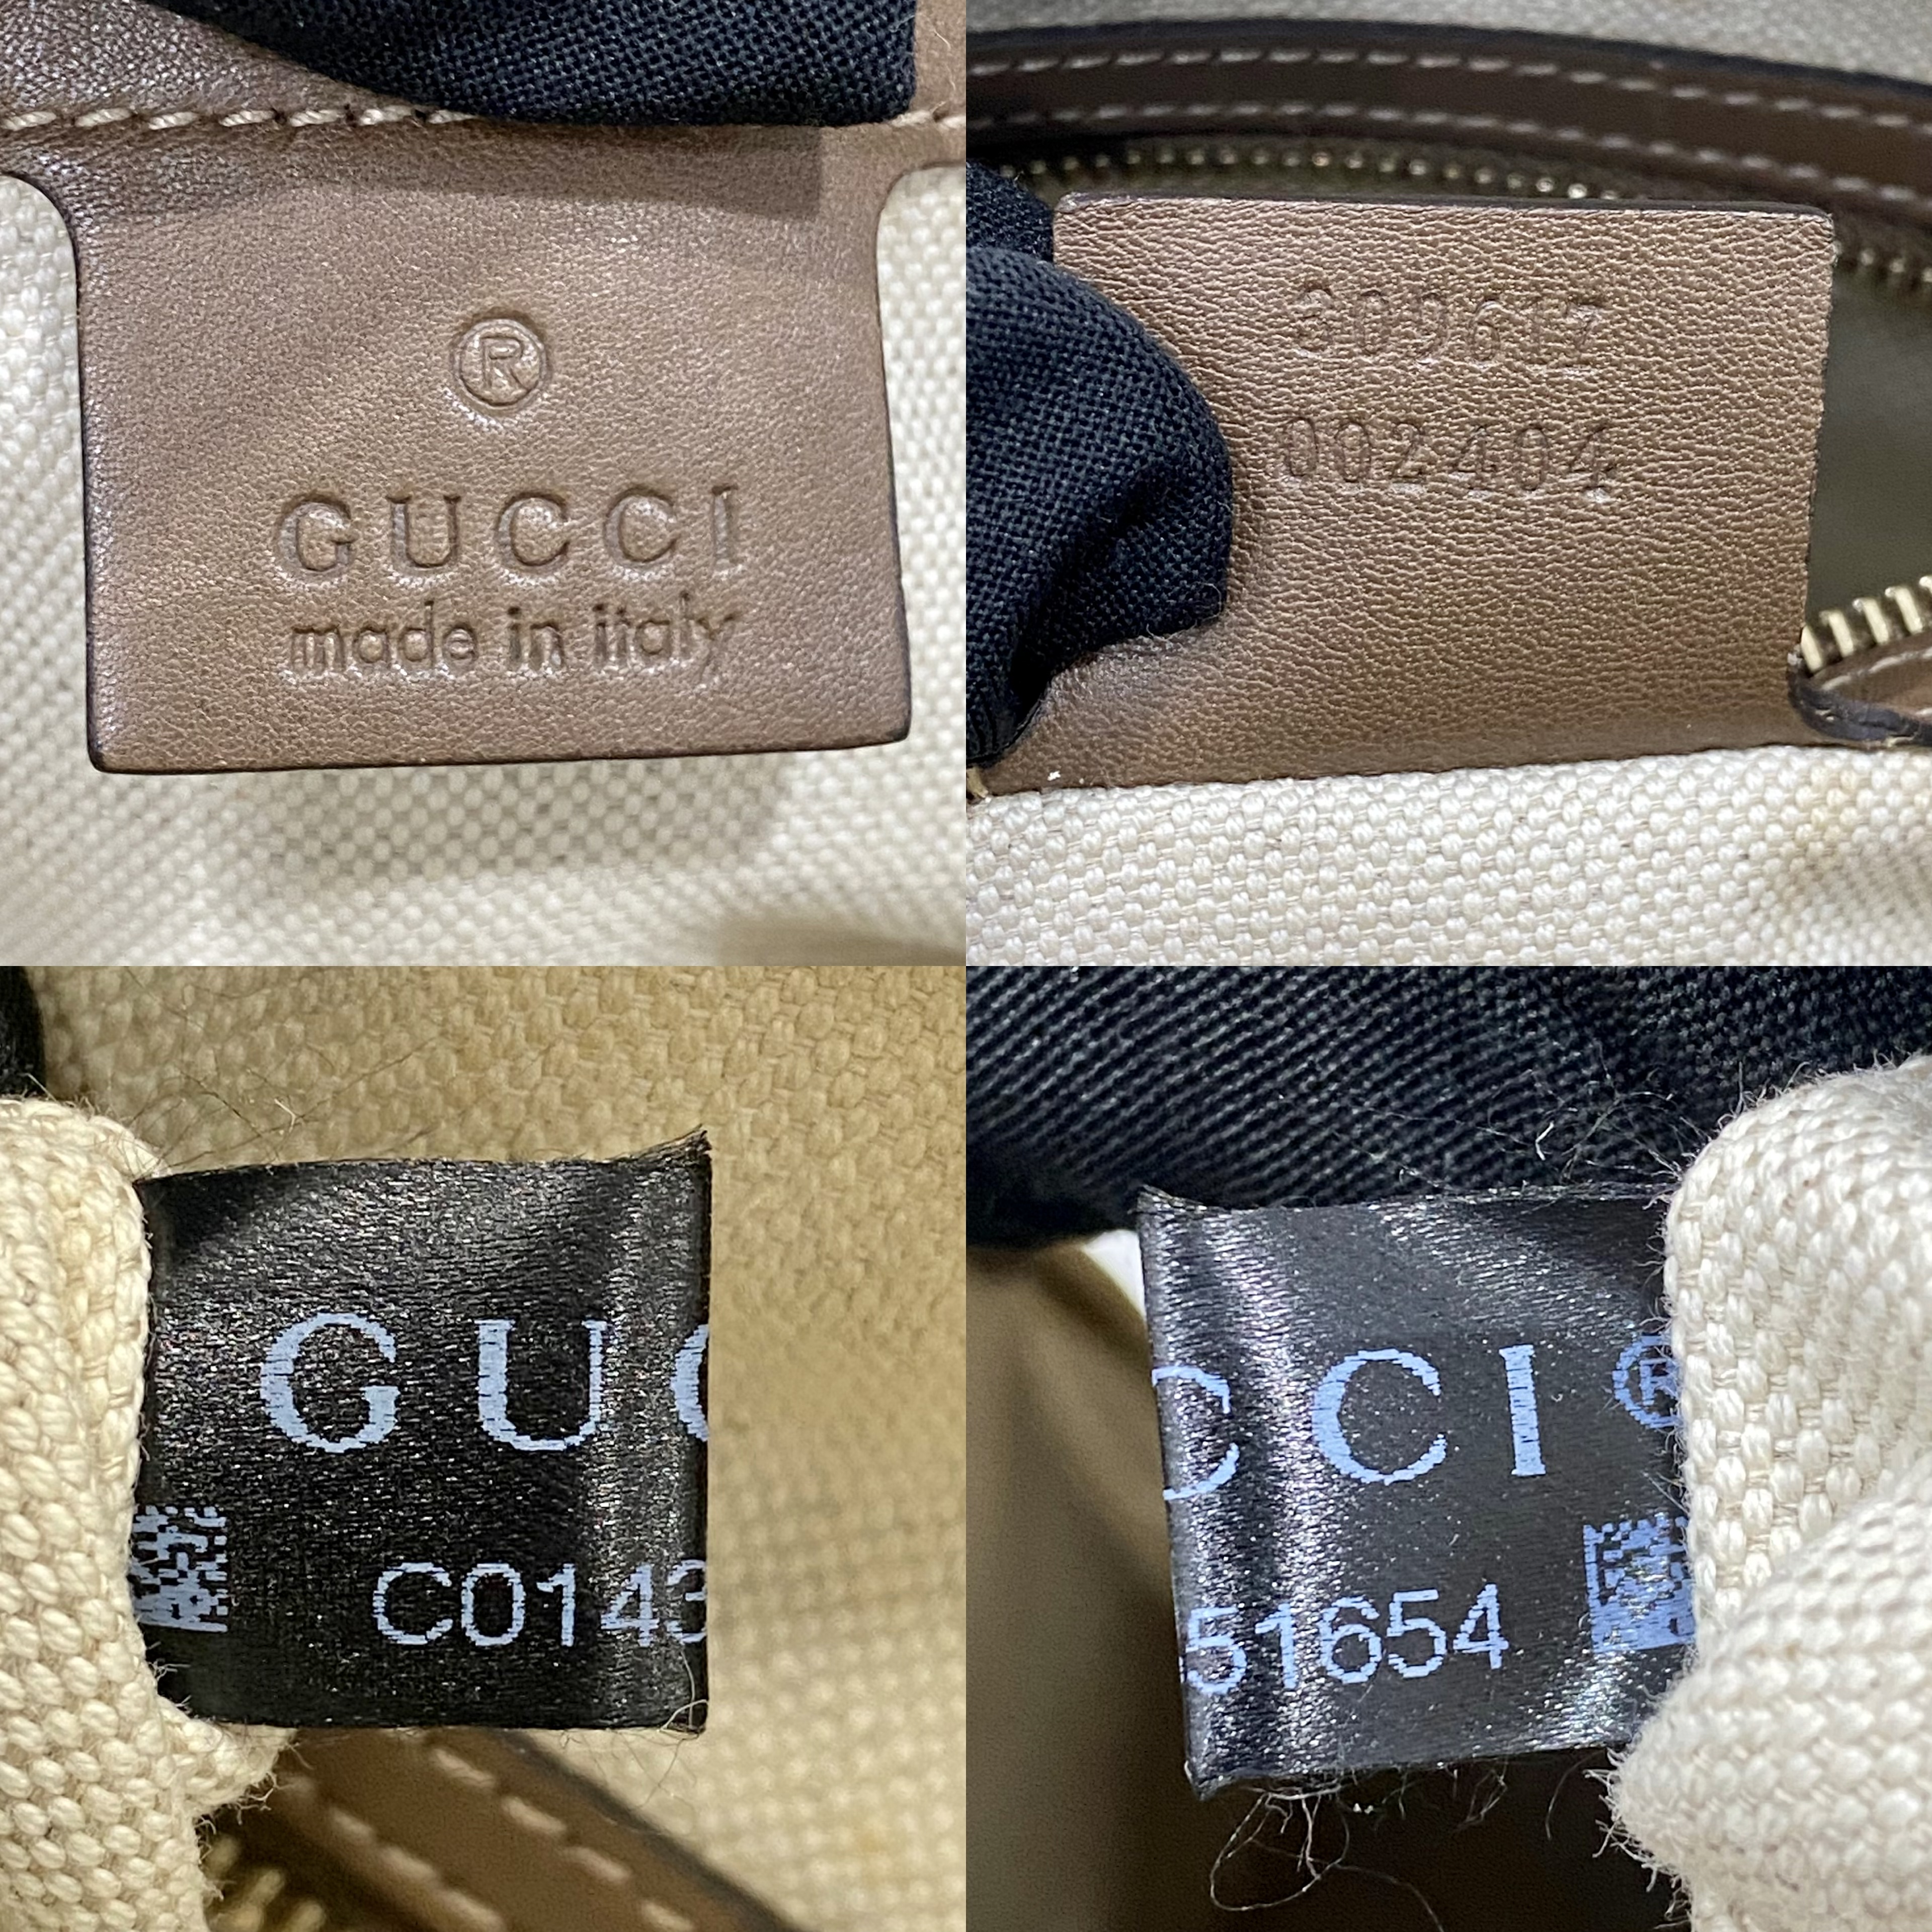 ®
GUCCI
made in italy
309617
002404
GUC
C0143
CCI®
51654